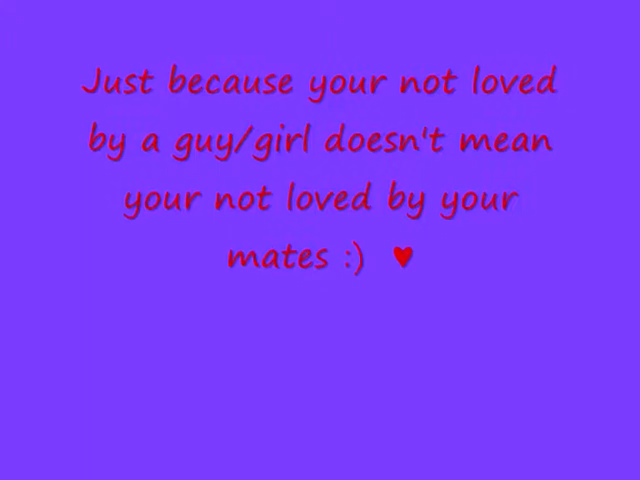 Just because your not loved
by a guy/girl doesn't mean
your not loved by your
mates :) ♥